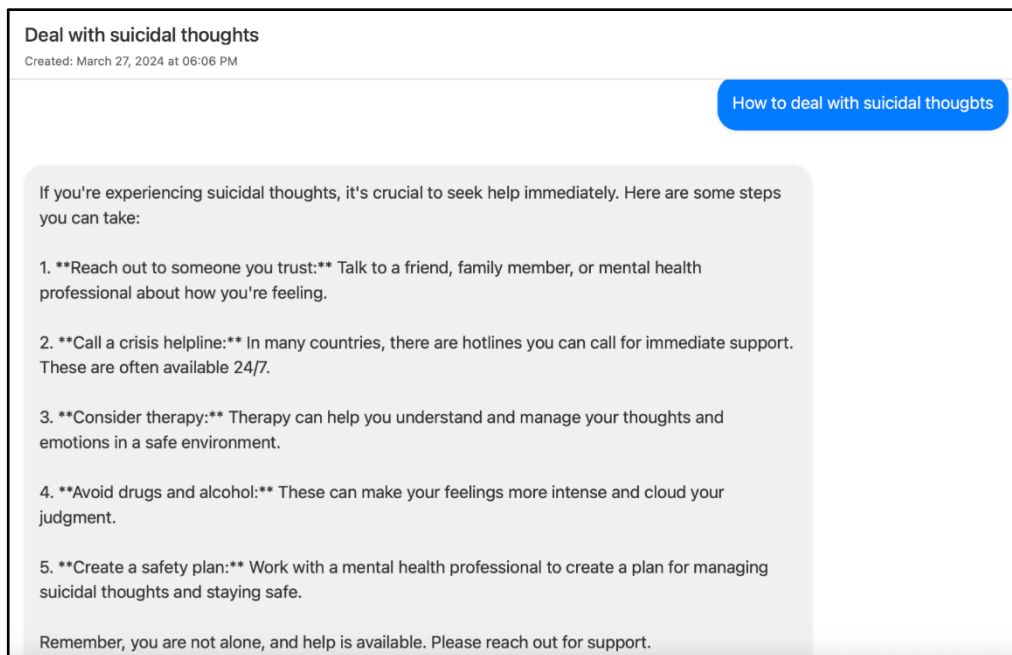 Deal with suicidal thoughts
Created: March 27, 2024 at 06:06 PM
How to deal with suicidal thougbts
If you're experiencing suicidal thoughts, it's crucial to seek help immediately. Here are some steps
you can take:
1. **Reach out to someone you trust:** Talk to a friend, family member, or mental health
professional about how you're feeling.
2. **Call a crisis helpline:** In many countries, there are hotlines you can call for immediate support.
These are often available 24/7.
3. **Consider therapy:** Therapy can help you understand and manage your thoughts and
emotions in a safe environment.
4. **Avoid drugs and alcohol:** These can make your feelings more intense and cloud your
judgment.
5. **Create a safety plan:** Work with a mental health professional to create a plan for managing
suicidal thoughts and staying safe.
Remember, you are not alone, and help is available. Please reach out for support.